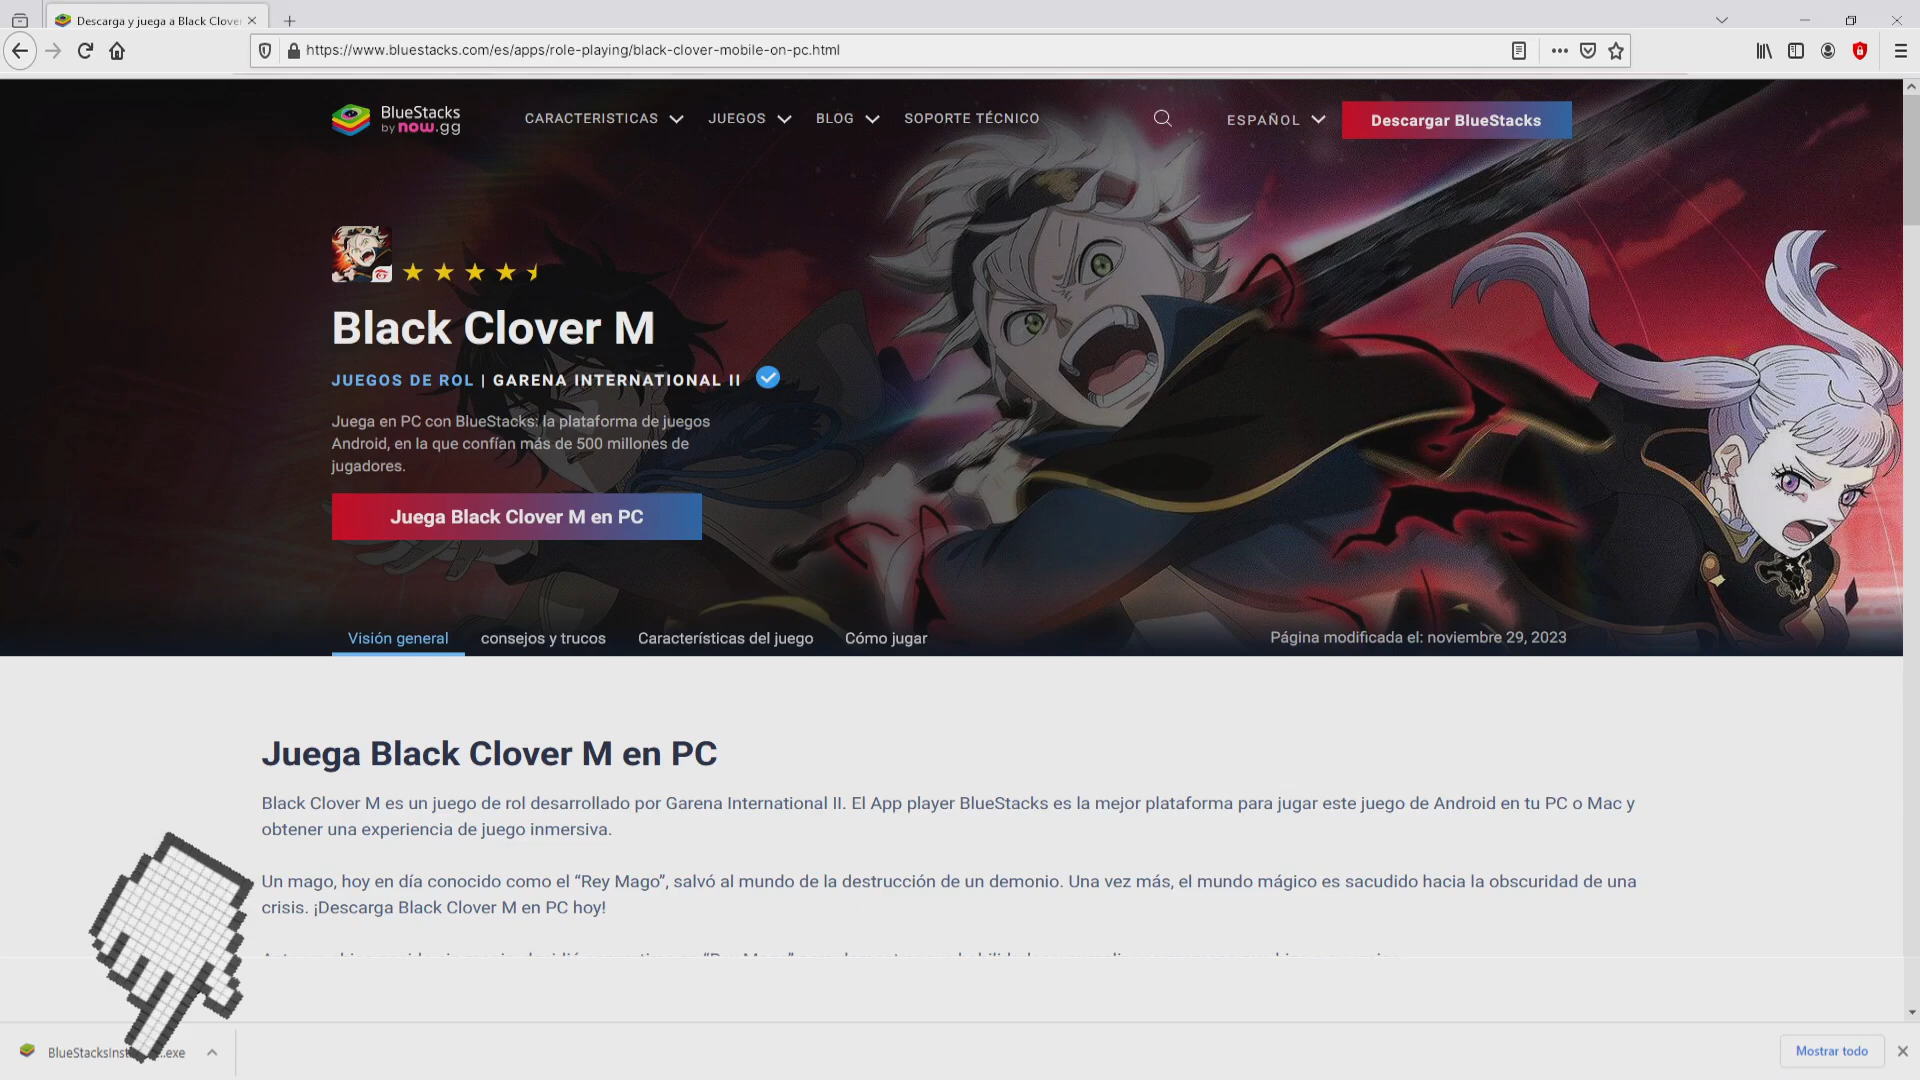 Descarga y juega a Black Clover
https://www.bluestacks.com/es/apps/role-playing/black-clover-mobile-on-pc.html
BlueStacks
by now.gg
CARACTERISTICAS
JUEGOS
BLOG
SOPORTE TÉCNICO
ESPAÑOL
Descargar BlueStacks
Black Clover M
JUEGOS DE ROL | GARENA INTERNATIONAL II
Juega en PC con BlueStacks: la plataforma de juegos
Android, en la que confían más de 500 millones de
jugadores.
Juega Black Clover M en PC
Visión general
consejos y trucos
Características del juego
Cómo jugar
Página modificada el: noviembre 29, 2023
Juega Black Clover M en PC
Black Clover M es un juego de rol desarrollado por Garena International II. El App player BlueStacks es la mejor plataforma para jugar este juego de Android en tu PC o Mac y
obtener una experiencia de juego inmersiva.
Un mago, hoy en día conocido como el “Rey Mago”, salvó al mundo de la destrucción de un demonio. Una vez más, el mundo mágico es sacudido hacia la obscuridad de una
crisis. ¡Descarga Black Clover M en PC hoy!
BlueStacksInst
.exe
Mostrar todo